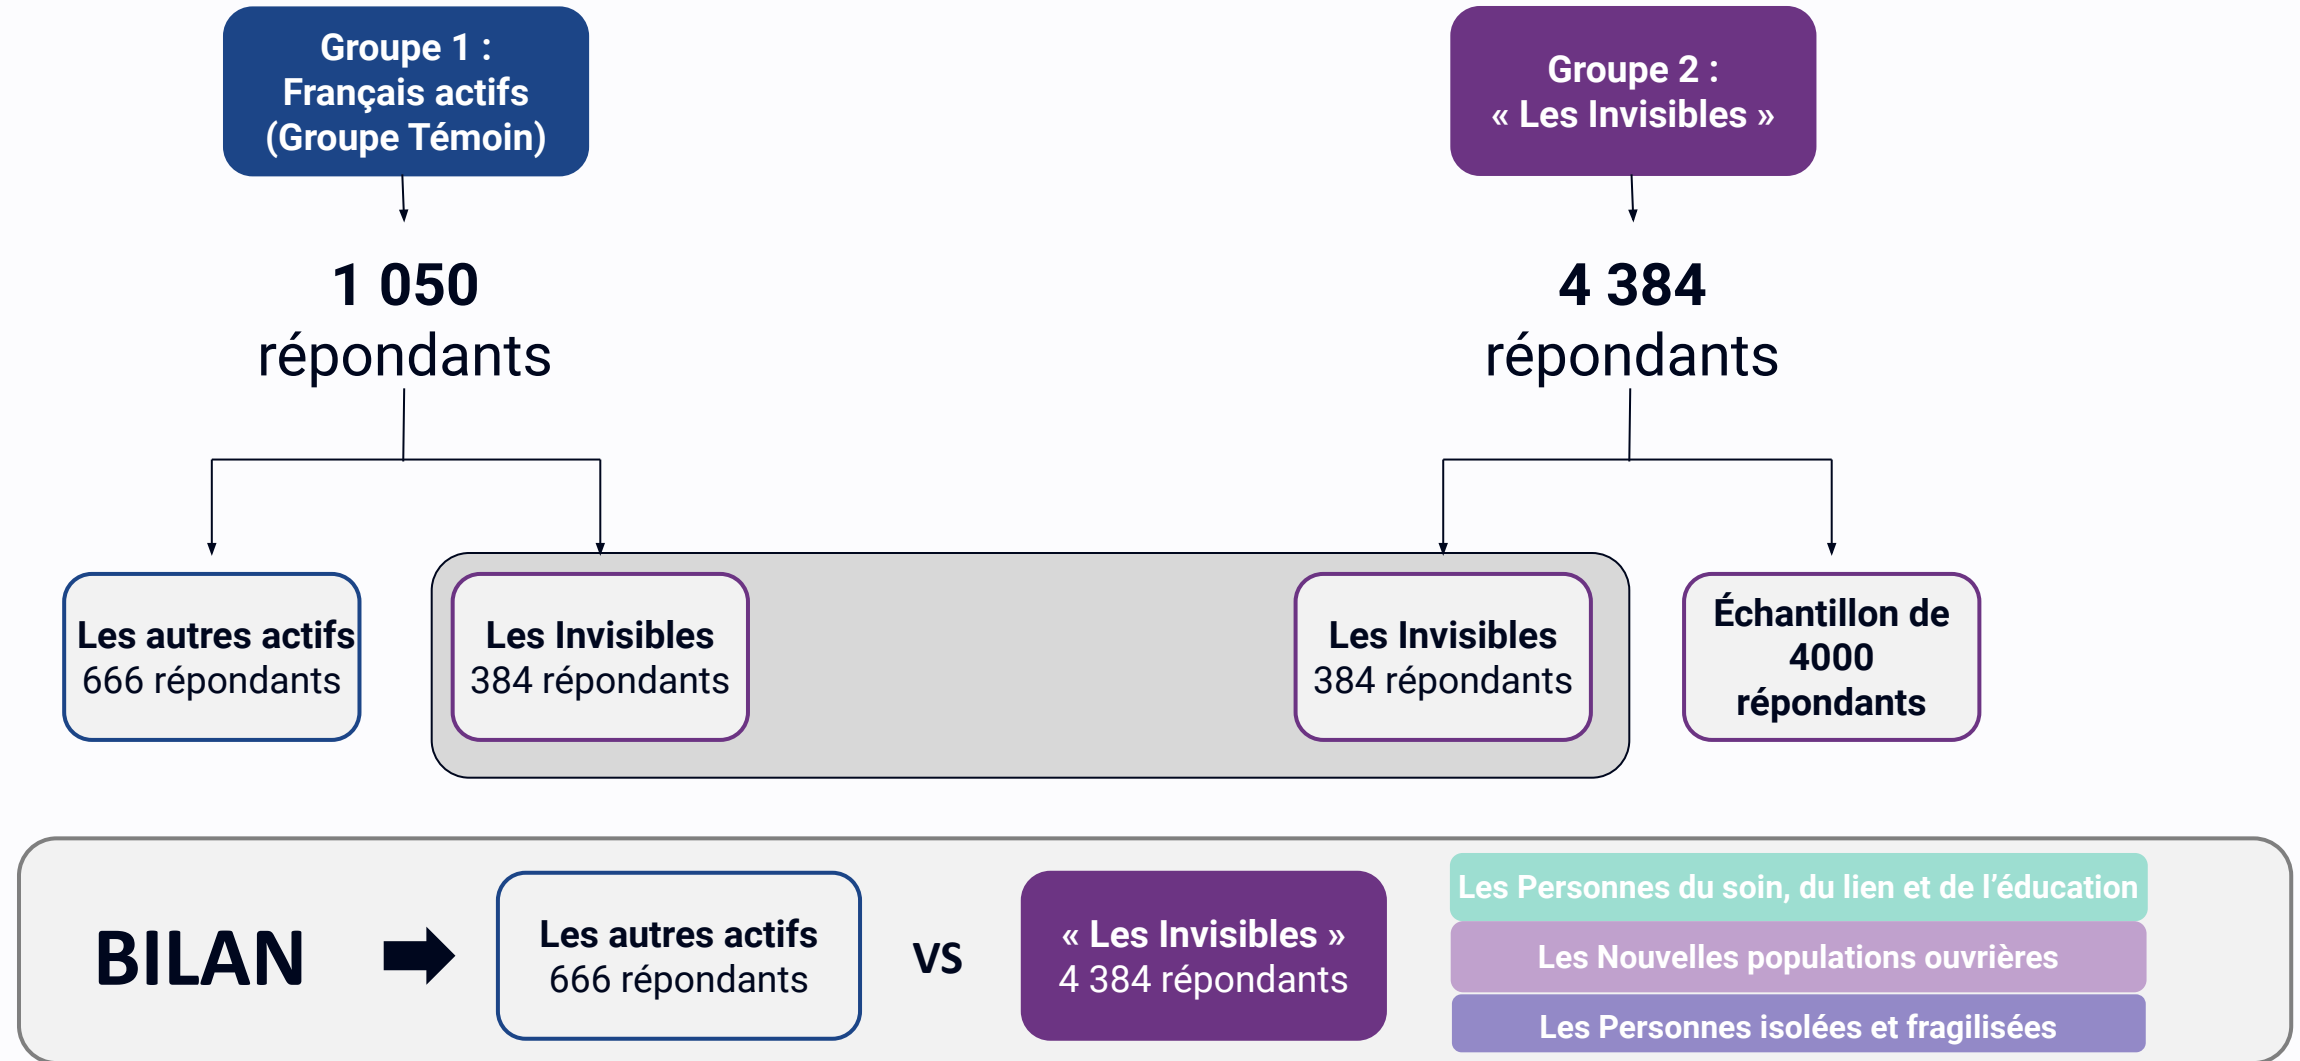 Groupe 1 :
Français actifs
(Groupe Témoin)
Groupe 2 :
« Les Invisibles »
1 050
répondants
4 384
répondants
Les autres actifs
666 répondants
Les Invisibles
384 répondants
Les Invisibles
384 répondants
Échantillon de
4000
répondants
BILAN
Les autres actifs
666 répondants
VS
« Les Invisibles »
4 384 répondants
Les Personnes du soin, du lien et de l’éducation
Les Nouvelles populations ouvrières
Les Personnes isolées et fragilisées